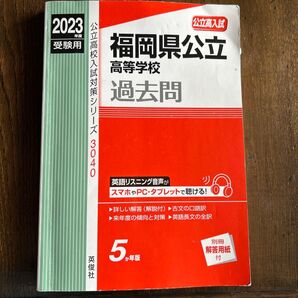 2023年度
受験用
公立高校入試対策シリーズ 3040
公立高入試
福岡県公立
高等学校
過去問
英語リスニング音声が
スマホやPC・タブレットで聴ける!
・詳しい解答(解説付) ・古文の口語訳
・来年度の傾向と対策 ・英語長文の全訳
5ヵ年版
別冊
解答用紙
付
英俊社